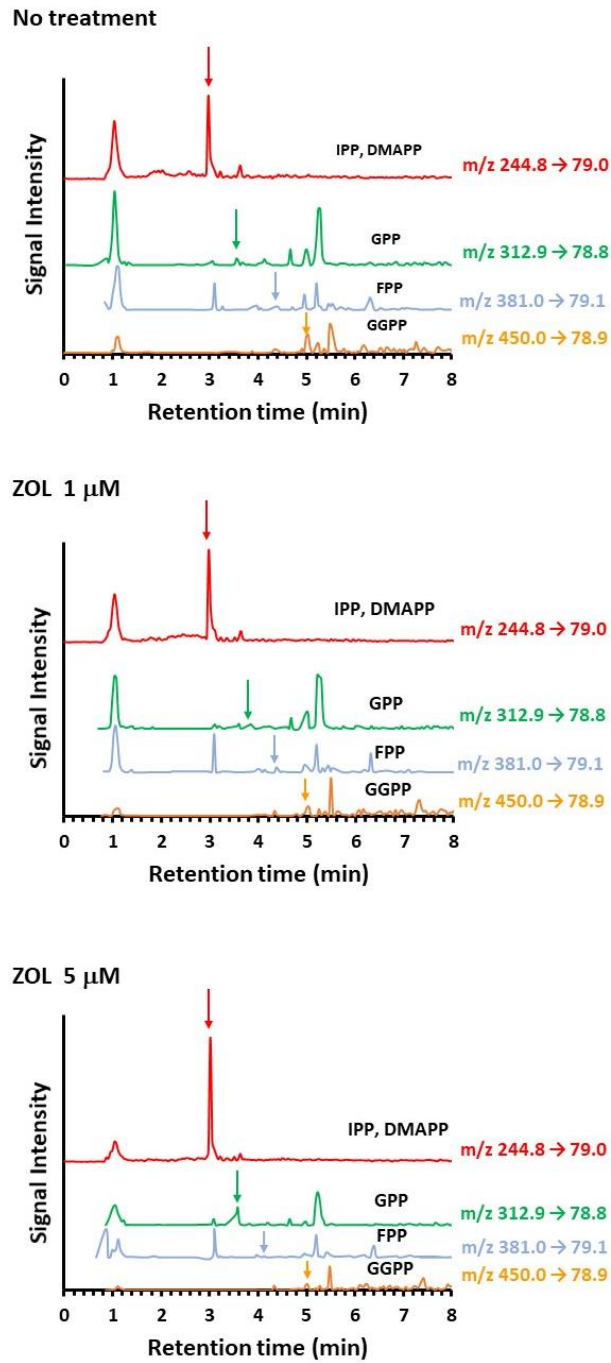 No treatment
IPP, DMAPP
m/z 244.8 → 79.0
GPP
m/z 312.9 → 78.8
FPP
m/z 381.0 → 79.1
GGPP
m/z 450.0 → 78.9
Signal Intensity
0 1 2 3 4 5 6 7 8
Retention time (min)
ZOL 1 μM
IPP, DMAPP
m/z 244.8 → 79.0
GPP
m/z 312.9 → 78.8
FPP
m/z 381.0 → 79.1
GGPP
m/z 450.0 → 78.9
Signal Intensity
0 1 2 3 4 5 6 7 8
Retention time (min)
ZOL 5 μM
IPP, DMAPP
m/z 244.8 → 79.0
GPP
m/z 312.9 → 78.8
FPP
m/z 381.0 → 79.1
GGPP
m/z 450.0 → 78.9
Signal Intensity
0 1 2 3 4 5 6 7 8
Retention time (min)